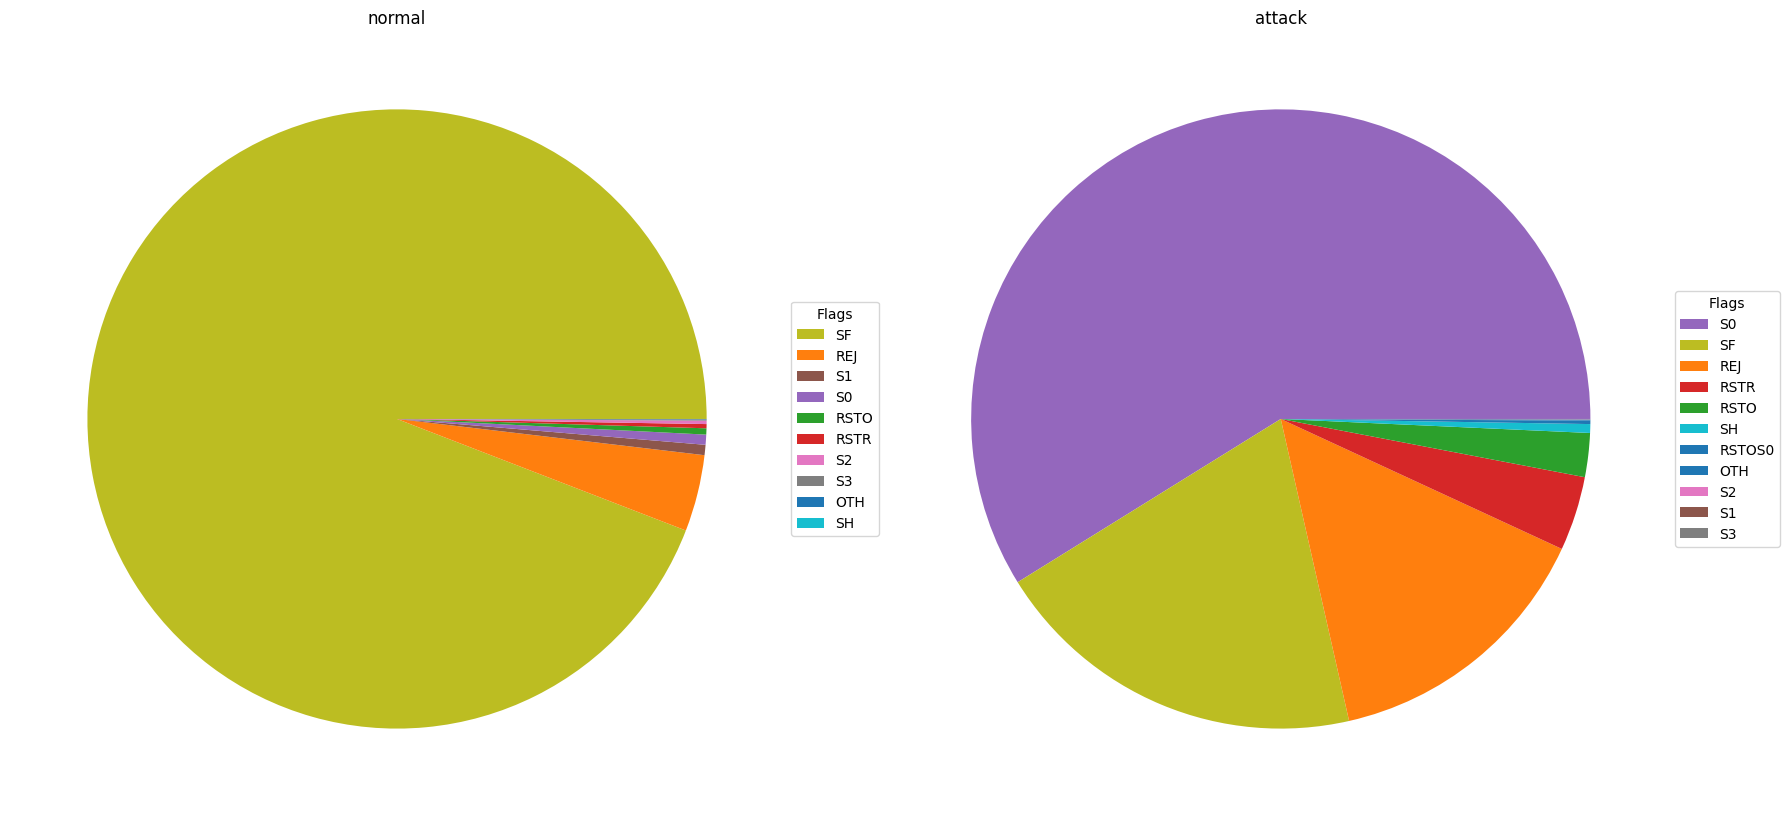 normal
Flags
SF
REJ
S1
S0
RSTO
RSTR
S2
S3
OTH
SH
attack
Flags
S0
SF
REJ
RSTR
RSTO
SH
RSTOS0
OTH
S2
S1
S3